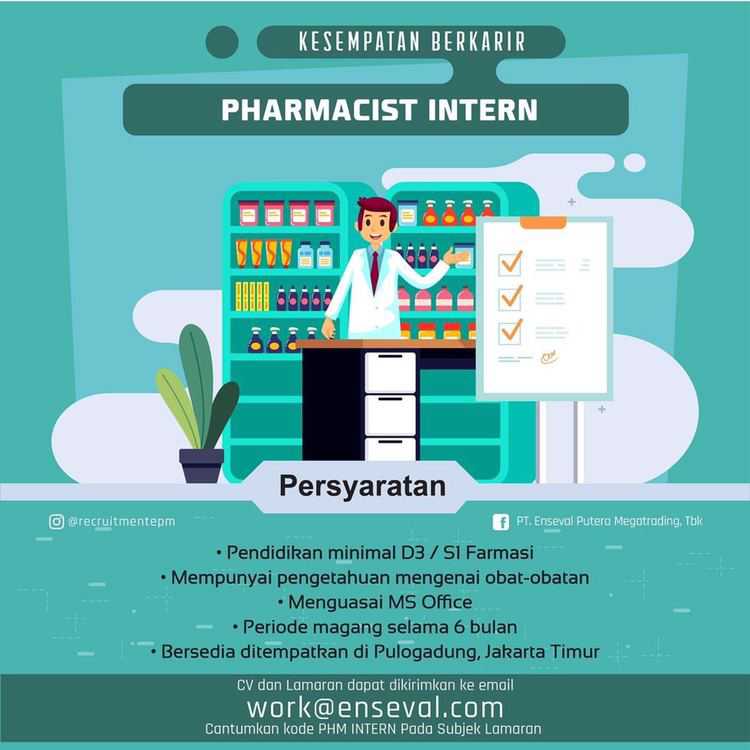 KESEMPATAN BERKARIR
PHARMACIST INTERN
Persyaratan
@recruitmentepm
PT. Enseval Putera Megatrading, Tbk
• Pendidikan minimal D3 / S1 Farmasi
• Mempunyai pengetahuan mengenai obat-obatan
• Menguasai MS Office
• Periode magang selama 6 bulan
• Bersedia ditempatkan di Pulogadung, Jakarta Timur
CV dan Lamaran dapat dikirimkan ke email
work@enseval.com
Cantumkan kode PHM INTERN Pada Subjek Lamaran